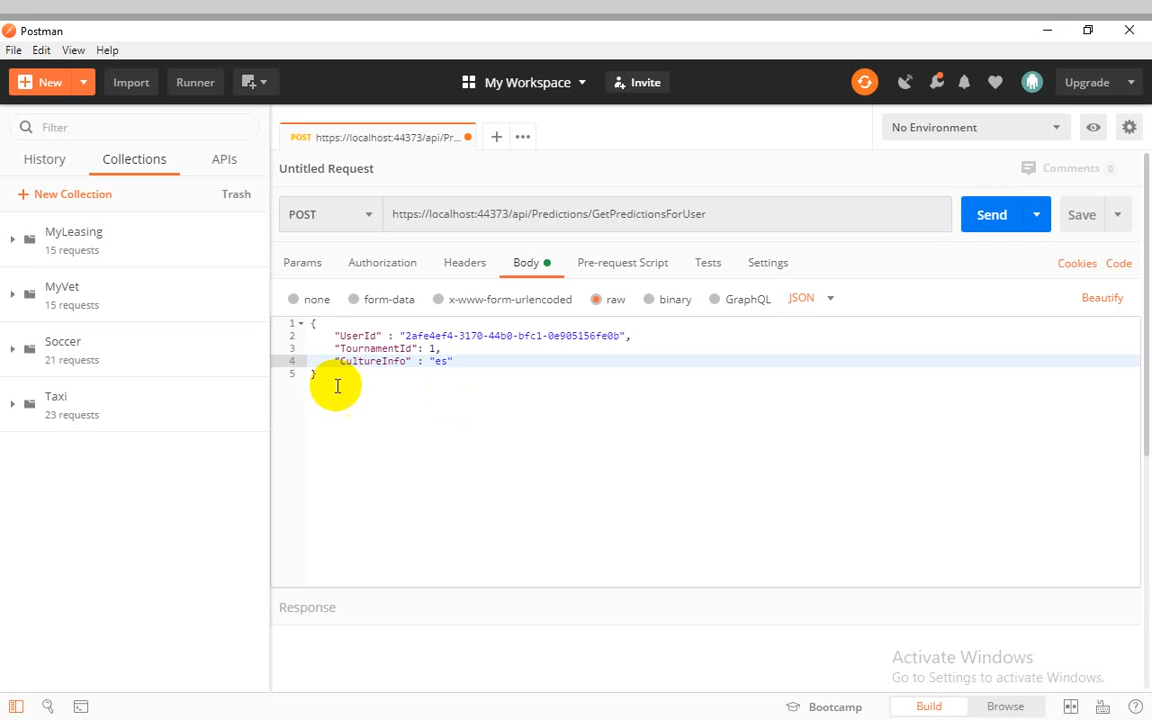 Postman
File Edit View Help
New Import Runner My Workspace Invite Upgrade
Filter
History Collections APIs
+ New Collection Trash
MyLeasing
15 requests
MyVet
15 requests
Soccer
21 requests
Taxi
23 requests
POST https://localhost:44373/api/Pr... No Environment
Untitled Request Comments 0
POST https://localhost:44373/api/Predictions/GetPredictionsForUser Send Save
Params Authorization Headers Body Pre-request Script Tests Settings Cookies Code
none form-data x-www-form-urlencoded raw binary GraphQL JSON Beautify
1 {
2 "UserId" : "2afe4ef4-3170-44b0-bfc1-0e905156fe0b",
3 "TournamentId": 1,
4 "CultureInfo" : "es"
5 }
Response
Activate Windows
Go to Settings to activate Windows.
Bootcamp Build Browse